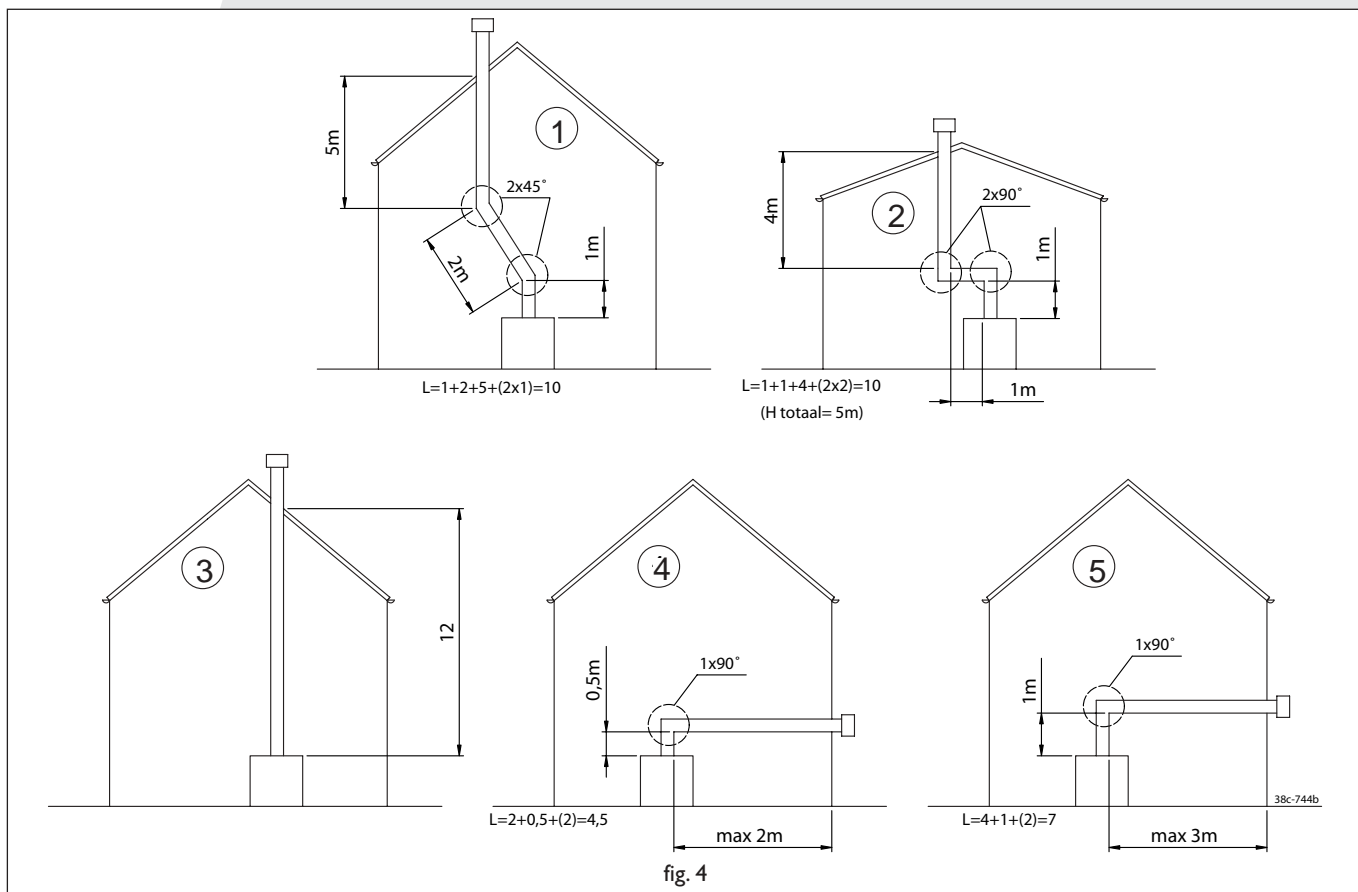 5m
1
2x45°
2m
1m
L=1+2+5+(2x1)=10
4m
2
2x90°
1m
L=1+1+4+(2x2)=10
(H totaal= 5m)
1m
3
12
4
0,5m
1x90°
L=2+0,5+(2)=4,5
max 2m
5
1m
1x90°
38c-744b
L=4+1+(2)=7
max 3m
fig. 4